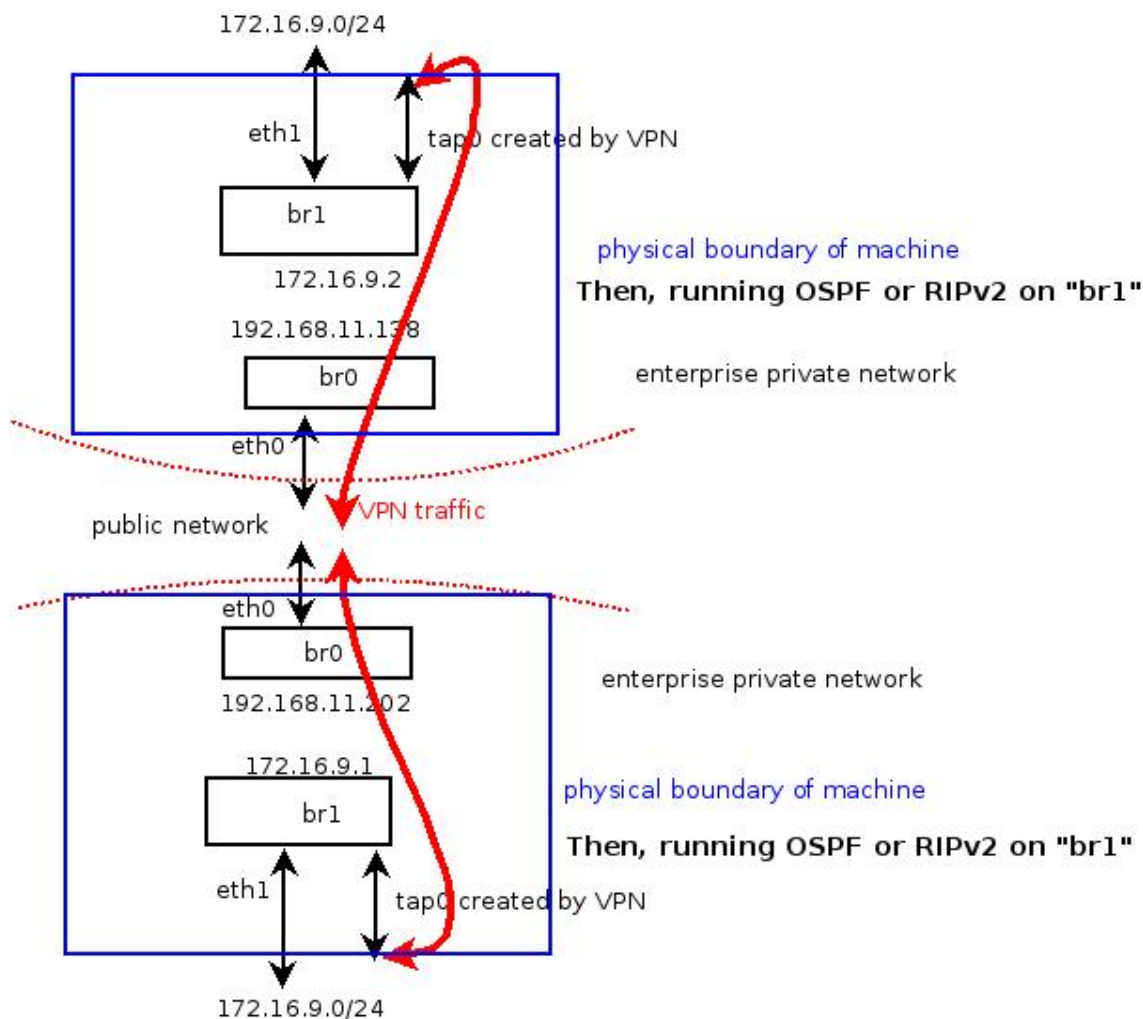 172.16.9.0/24
eth1
tap0 created by VPN
br1
physical boundary of machine
172.16.9.2
Then, running OSPF or RIPv2 on "br1"
192.168.11.138
br0
enterprise private network
eth0
VPN traffic
public network
eth0
br0
enterprise private network
192.168.11.202
172.16.9.1
physical boundary of machine
br1
Then, running OSPF or RIPv2 on "br1"
eth1
tap0 created by VPN
172.16.9.0/24